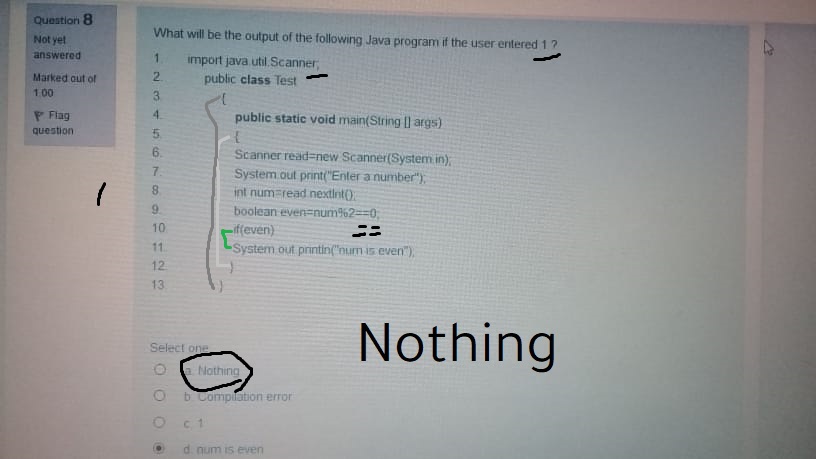 Question 8
Not yet
answered
Marked out of
1.00
Flag
question
What will be the output of the following Java program if the user entered 1 ?
1. import java.util.Scanner;
2. public class Test
3. {
4. public static void main(String [] args)
5. {
6. Scanner read=new Scanner(System.in);
7. System.out.print("Enter a number");
8. int num=read.nextInt();
9. boolean even=num%2==0;
10. if(even)
==
11. System.out.println("num is even");
12. }
13. }
1
Nothing
Select one:
a. Nothing
b. Compilation error
c. 1
d. num is even